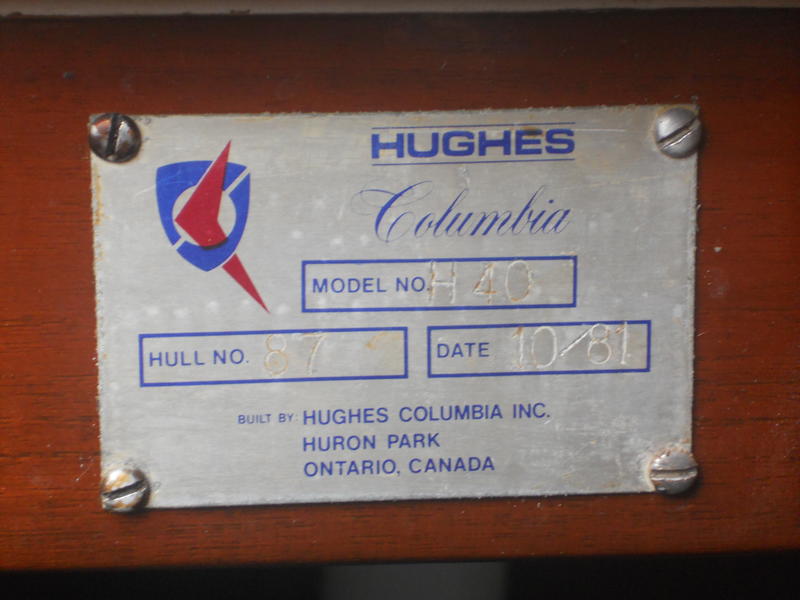 HUGHES
Columbia
MODEL NO. H 40
HULL NO. 87
DATE 10/81
BUILT BY: HUGHES COLUMBIA INC.
HURON PARK
ONTARIO, CANADA